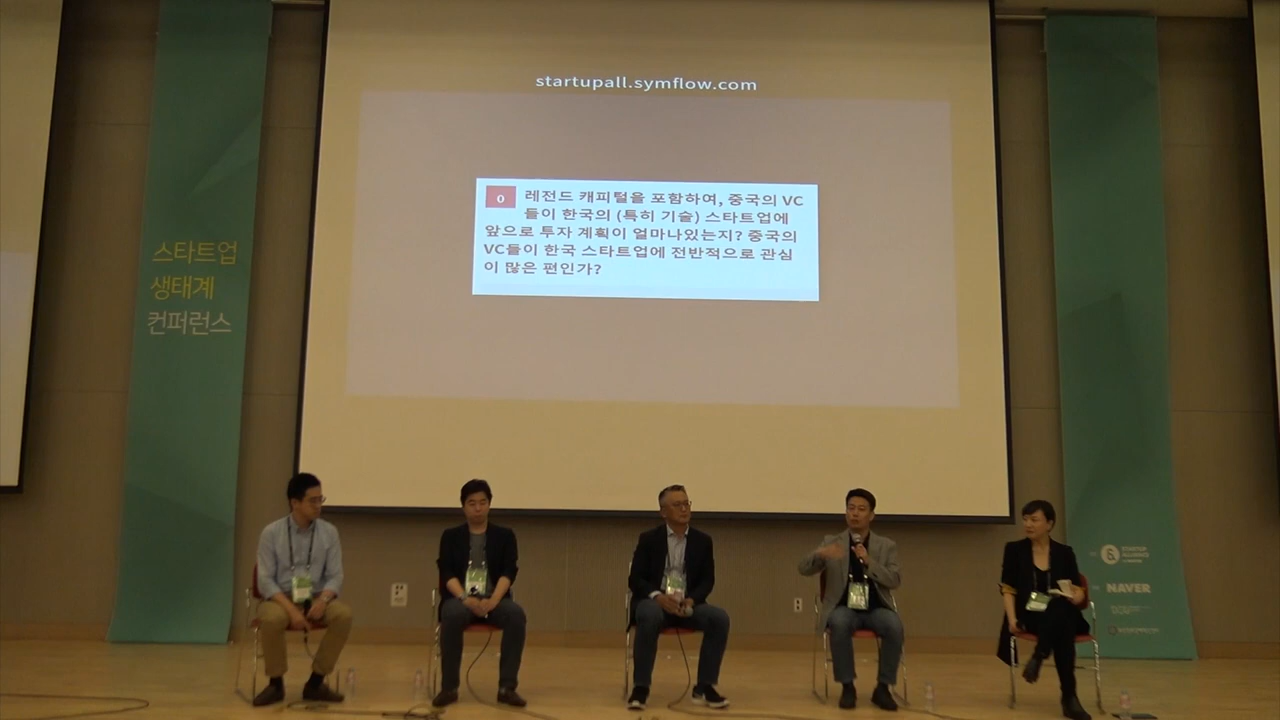 startupall.symflow.com
0 레전드 캐피털을 포함하여, 중국의 VC
들이 한국의 (특히 기술) 스타트업에
앞으로 투자 계획이 얼마나있는지? 중국의
VC들이 한국 스타트업에 전반적으로 관심
이 많은 편인가?
스타트업
생태계
컨퍼런스
STARTUP
ALLIANCE
NAVER